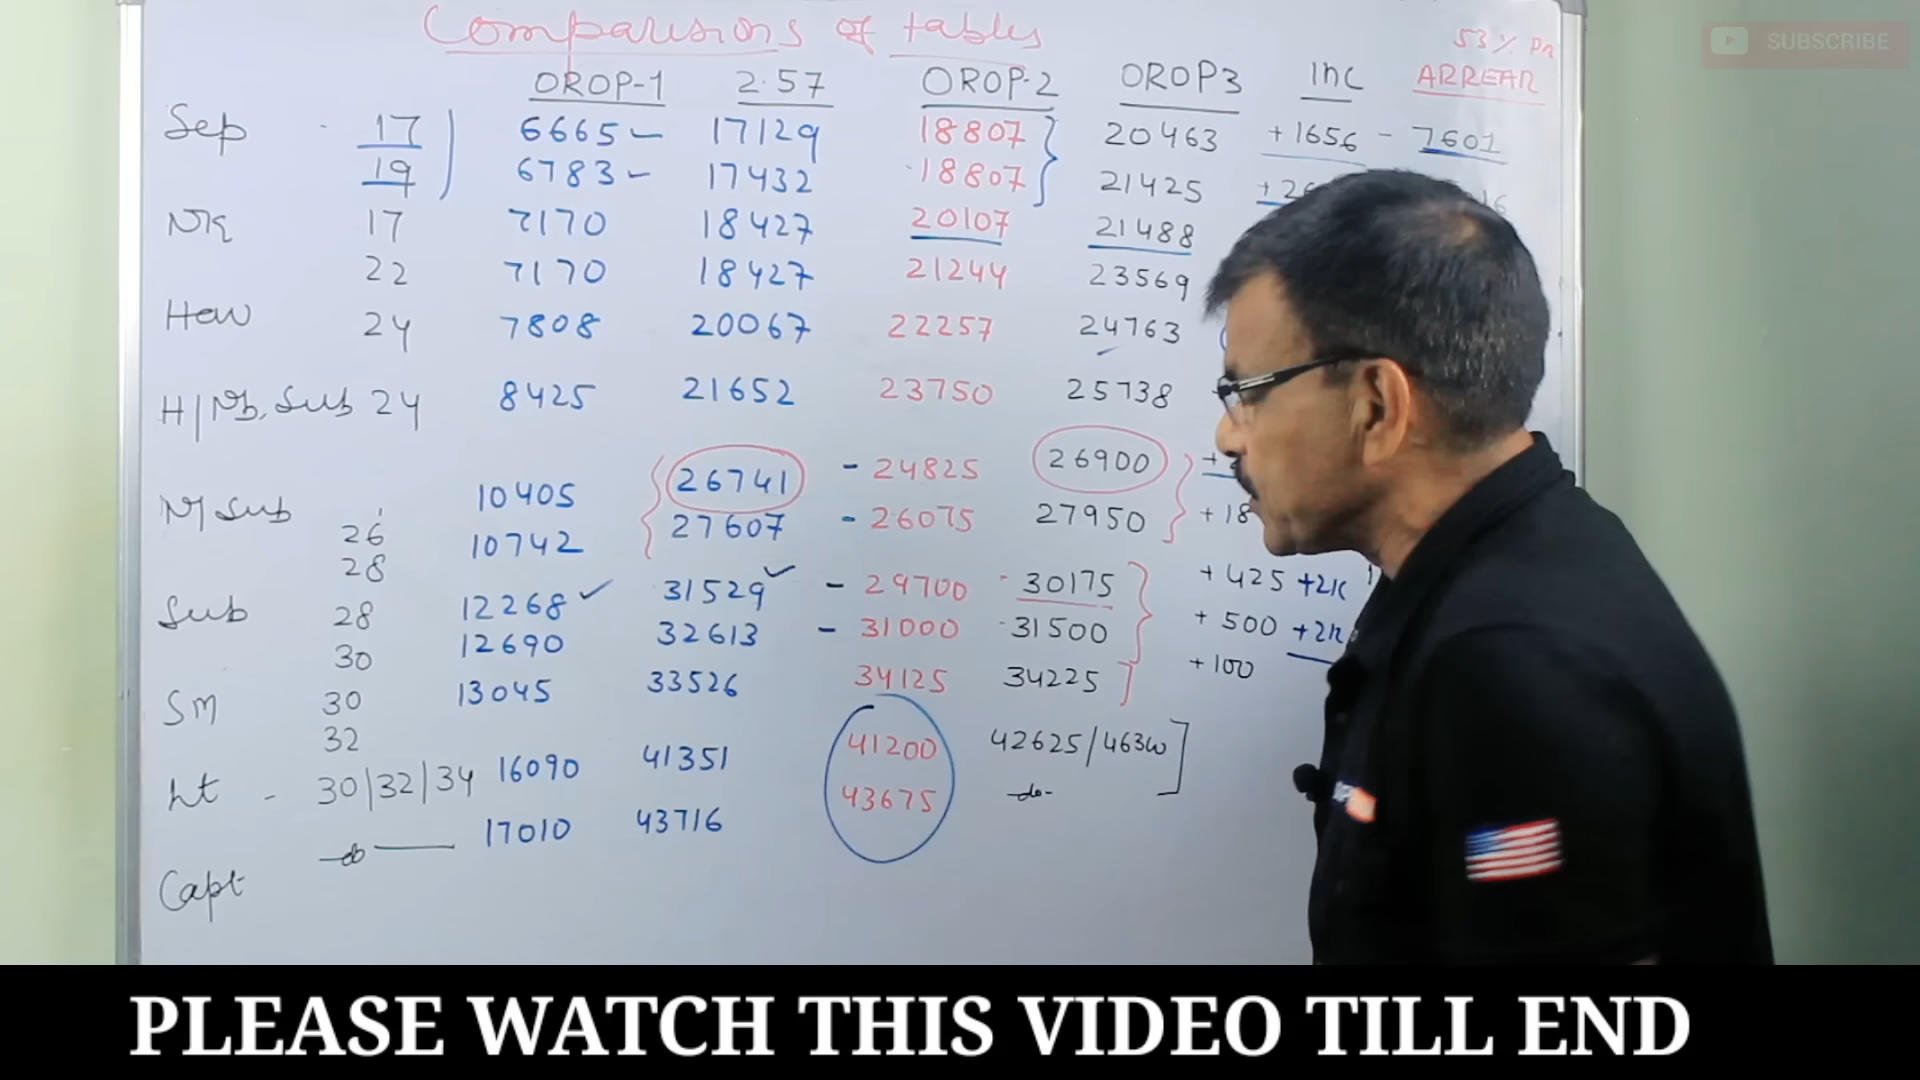 Comparisions of tables
53%
SUBSCRIBE
OROP-1 2.57 OROP-2 OROP3 Inc ARREAR
Sep - 17 6665 - 17129 18807 20463 +1656 - 7601
19 6783 - 17432 18807 21425
NK 17 7170 18427 20107 21488
22 7170 18427 21244 23569
Hav 24 7808 20067 22257 24763
H/Nb. Sub 24 8425 21652 23750 25738
N/Sub 10405 26741 - 24825 26900
26 10742 27607 - 26075 27950 + 18
28
Sub 28 12268 ✓ 31529 ✓ - 29700 30175 + 425 +2K
30 12690 32613 - 31000 31500 + 500 +2K
SM 30 13045 33526 34125 34225 + 100
32
Lt - 30/32/34 16090 41351 41200 42625/46300
-do- 17010 43716 43675 -do-
Capt
PLEASE WATCH THIS VIDEO TILL END